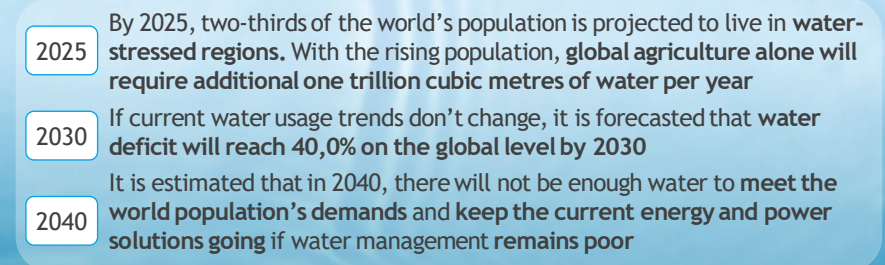 2025
By 2025, two-thirds of the world's population is projected to live in water-
stressed regions. With the rising population, global agriculture alone will
require additional one trillion cubic metres of water per year
2030
If current water usage trends don't change, it is forecasted that water
deficit will reach 40,0% on the global level by 2030
2040
It is estimated that in 2040, there will not be enough water to meet the
world population's demands and keep the current energy and power
solutions going if water management remains poor